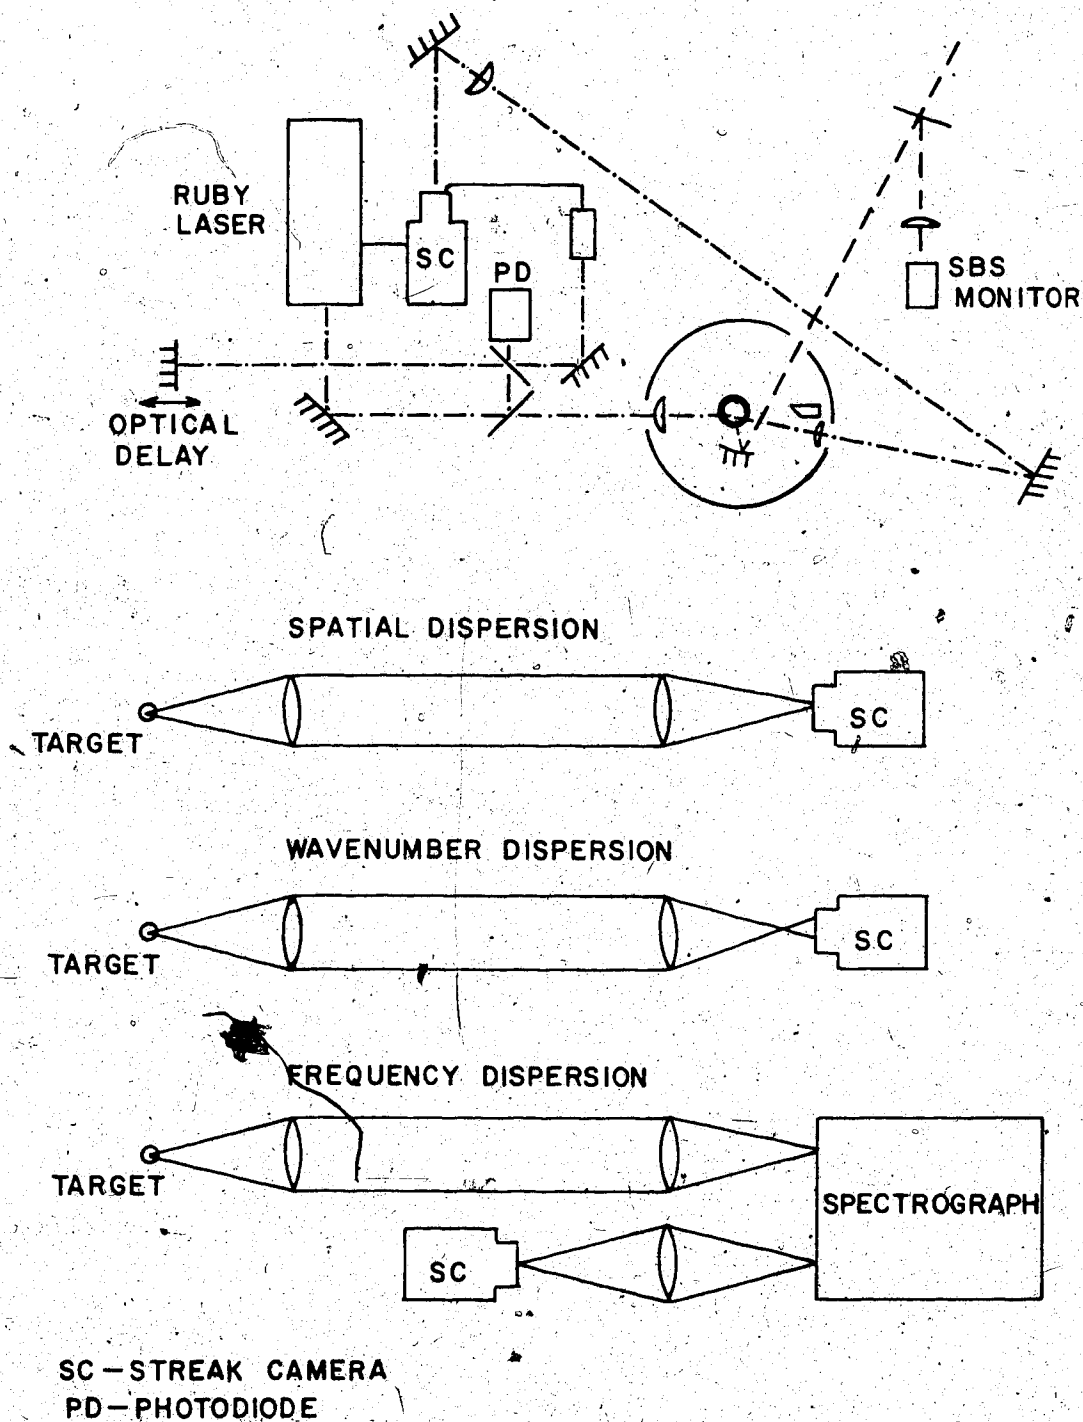 RUBY
LASER
SC
PD
SBS
MONITOR
OPTICAL
DELAY
SPATIAL DISPERSION
TARGET
SC
WAVENUMBER DISPERSION
TARGET
SC
FREQUENCY DISPERSION
TARGET
SPECTROGRAPH
SC
SC-STREAK CAMERA
PD-PHOTODIODE